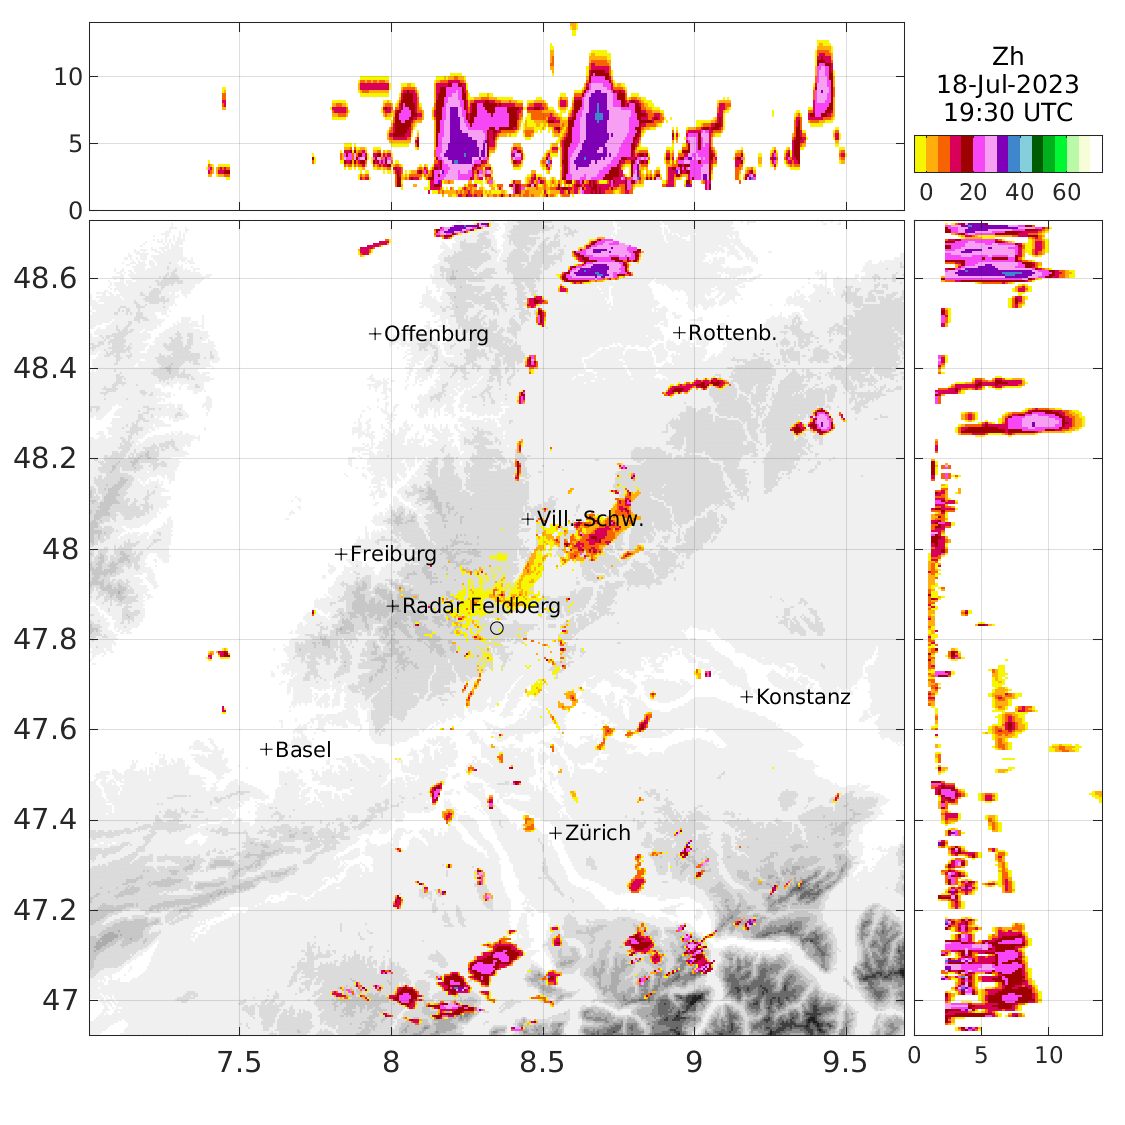 Zh
18-Jul-2023
19:30 UTC
10
5
0
0 20 40 60
48.6
48.4
48.2
48
47.8
47.6
47.4
47.2
47
+Offenburg
+Rottenb.
+Vill.-Schw.
+Freiburg
+Radar Feldberg
+Konstanz
+Basel
+Zürich
7.5 8 8.5 9 9.5
0 5 10